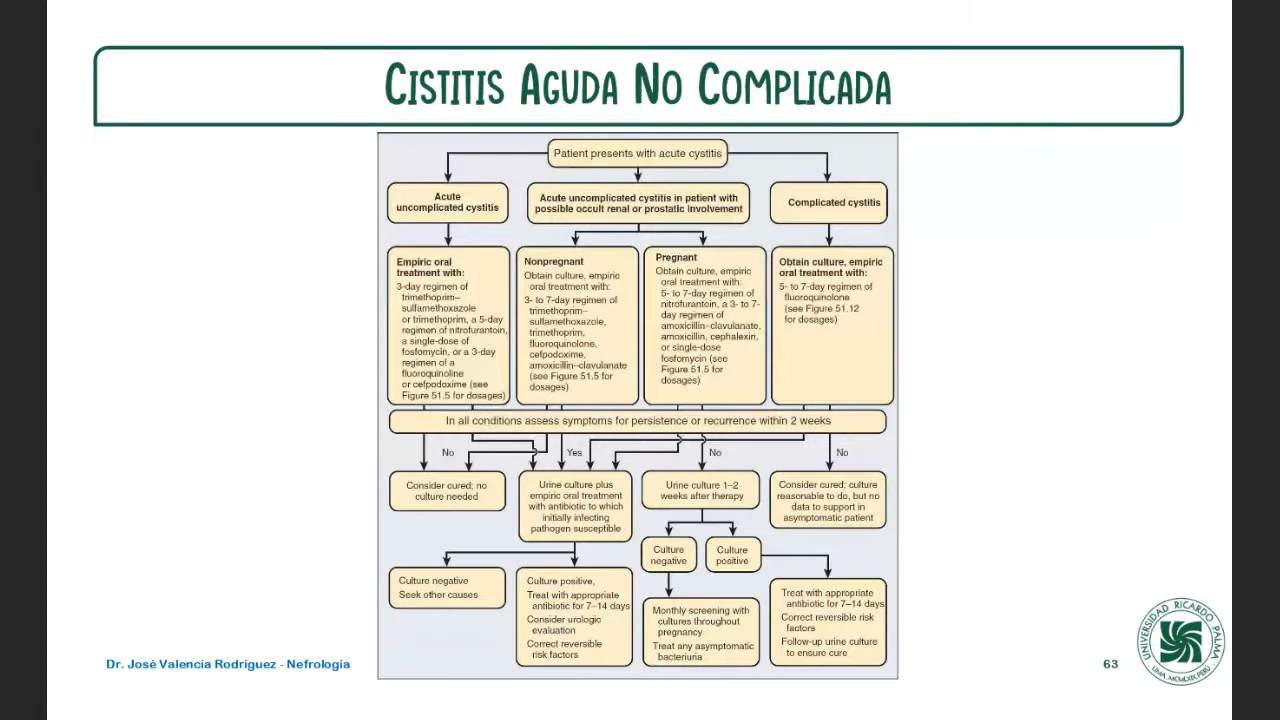 CISTITIS AGUDA NO COMPLICADA
Patient presents with acute cystitis
Acute
uncomplicated cystitis
Acute uncomplicated cystitis in patient with
possible occult renal or prostatic involvement
Complicated cystitis
Empiric oral
treatment with:
3-day regimen of
trimethoprim–
sulfamethoxazole
or trimethoprim, a 5-day
regimen of nitrofurantoin,
a single-dose of
fosfomycin, or a 3-day
regimen of a
fluoroquinoline
or cefpodoxime (see
Figure 51.5 for dosages)
Nonpregnant
Obtain culture, empiric
oral treatment with:
3- to 7-day regimen of
trimethoprim–
sulfamethoxazole,
trimethoprim,
fluoroquinolone,
cefpodoxime,
amoxicillin–clavulanate
(see Figure 51.5 for
dosages)
Pregnant
Obtain culture, empiric
oral treatment with:
5- to 7-day regimen of
nitrofurantoin, a 3- to 7-
day regimen of
amoxicillin–clavulanate,
amoxicillin, cephalexin,
or single-dose
fosfomycin (see
Figure 51.5 for
dosages)
Obtain culture, empiric
oral treatment with:
5- to 7-day regimen of
fluoroquinolone
(see Figure 51.12
for dosages)
In all conditions assess symptoms for persistence or recurrence within 2 weeks
No
Yes
No
No
Consider cured; no
culture needed
Urine culture plus
empiric oral treatment
with antibiotic to which
initially infecting
pathogen susceptible
Urine culture 1–2
weeks after therapy
Consider cured; culture
reasonable to do, but no
data to support in
asymptomatic patient
Culture
negative
Culture
positive
Culture negative
Seek other causes
Culture positive,
Treat with appropriate
antibiotic for 7–14 days
Consider urologic
evaluation
Correct reversible
risk factors
Monthly screening with
cultures throughout
pregnancy
Treat any asymptomatic
bacteriuria
Treat with appropriate
antibiotic for 7–14 days
Correct reversible risk
factors
Follow-up urine culture
to ensure cure
Dr. José Valencia Rodríguez - Nefrología
63
UNIVERSIDAD RICARDO PALMA
LIMA, MCMLXIX, PERÚ